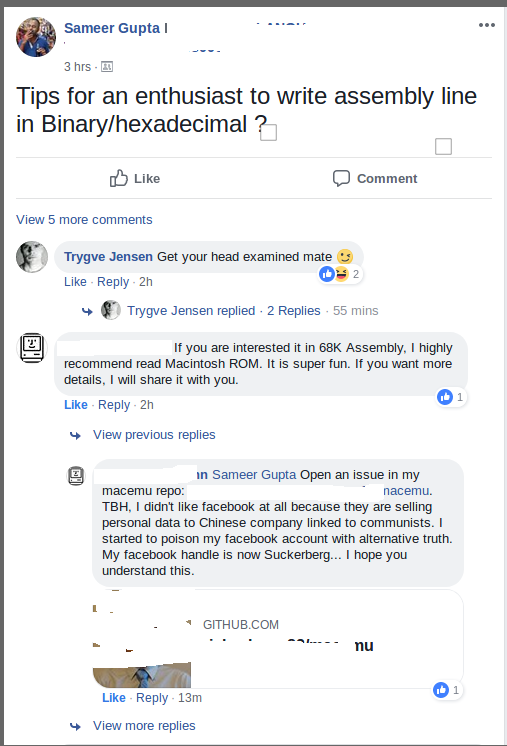 Sameer Gupta
3 hrs ·
Tips for an enthusiast to write assembly line
in Binary/hexadecimal ?
Like
Comment
View 5 more comments
Trygve Jensen Get your head examined mate 😉
2
Like · Reply · 2h
Trygve Jensen replied · 2 Replies · 55 mins
If you are interested it in 68K Assembly, I highly
recommend read Macintosh ROM. It is super fun. If you want more
details, I will share it with you.
1
Like · Reply · 2h
View previous replies
Sameer Gupta Open an issue in my
macemu repo: macemu.
TBH, I didn't like facebook at all because they are selling
personal data to Chinese company linked to communists. I
started to poison my facebook account with alternative truth.
My facebook handle is now Suckerberg... I hope you
understand this.
GITHUB.COM
1
Like · Reply · 13m
View more replies